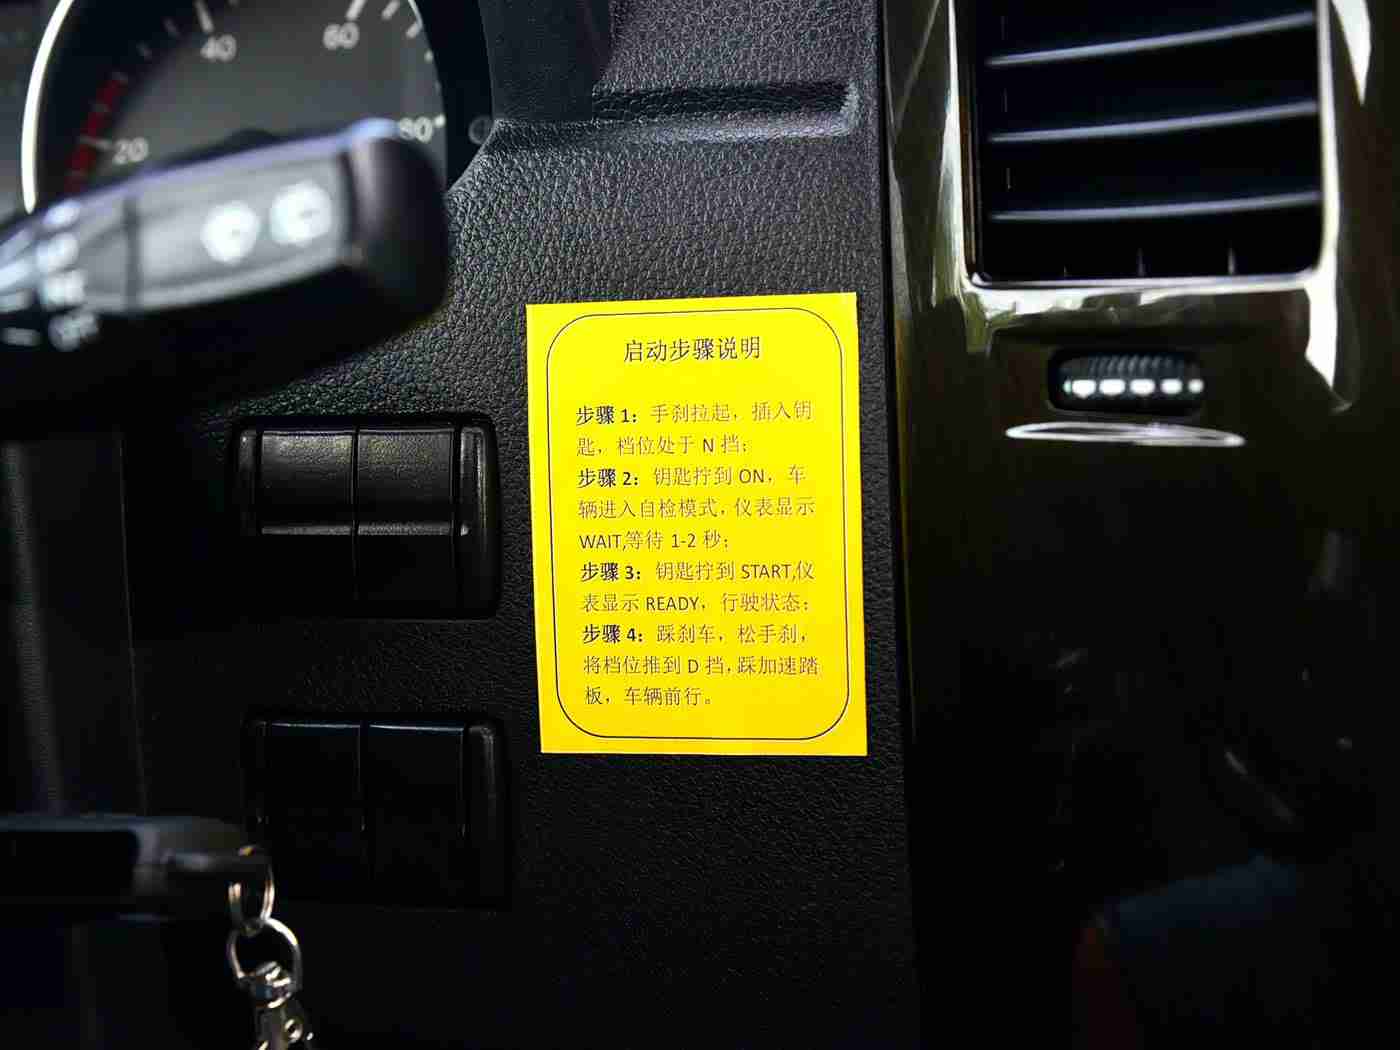 40
60
20
80
启动步骤说明
步骤 1：手刹拉起，插入钥
匙，档位处于 N 挡；
步骤 2：钥匙拧到 ON，车
辆进入自检模式，仪表显示
WAIT,等待 1-2 秒；
步骤 3：钥匙拧到 START,仪
表显示 READY，行驶状态；
步骤 4：踩刹车，松手刹，
将档位推到 D 挡，踩加速踏
板，车辆前行。